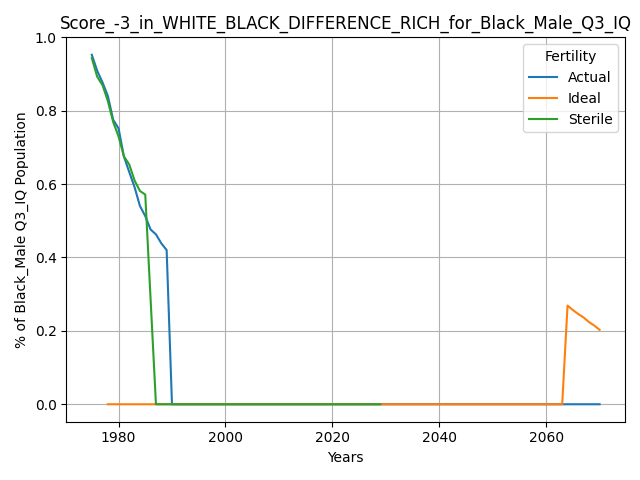 Score_-3_in_WHITE_BLACK_DIFFERENCE_RICH_for_Black_Male_Q3_IQ
% of Black_Male Q3_IQ Population
1.0
0.8
0.6
0.4
0.2
0.0
Fertility
Actual
Ideal
Sterile
1980
2000
2020
2040
2060
Years